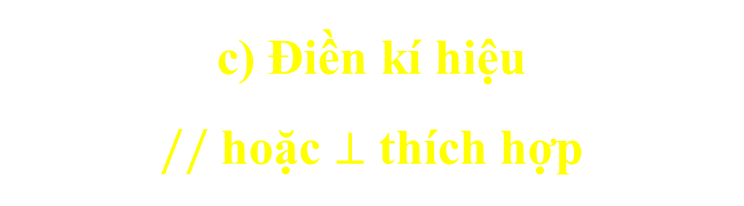 c) Điền kí hiệu
// hoặc ⊥ thích hợp